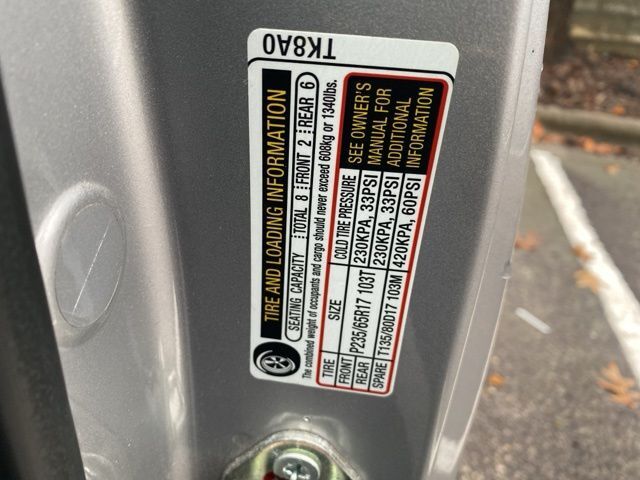 TK8A0
TIRE AND LOADING INFORMATION
SEATING CAPACITY TOTAL 8 FRONT 2 REAR 6
The combined weight of occupants and cargo should never exceed 608kg or 1340lbs.
TIRE SIZE COLD TIRE PRESSURE
FRONT P235/65R17 103T 230KPA, 33PSI
REAR 230KPA, 33PSI
SPARE T135/80D17 103M 420KPA, 60PSI
SEE OWNER'S
MANUAL FOR
ADDITIONAL
INFORMATION